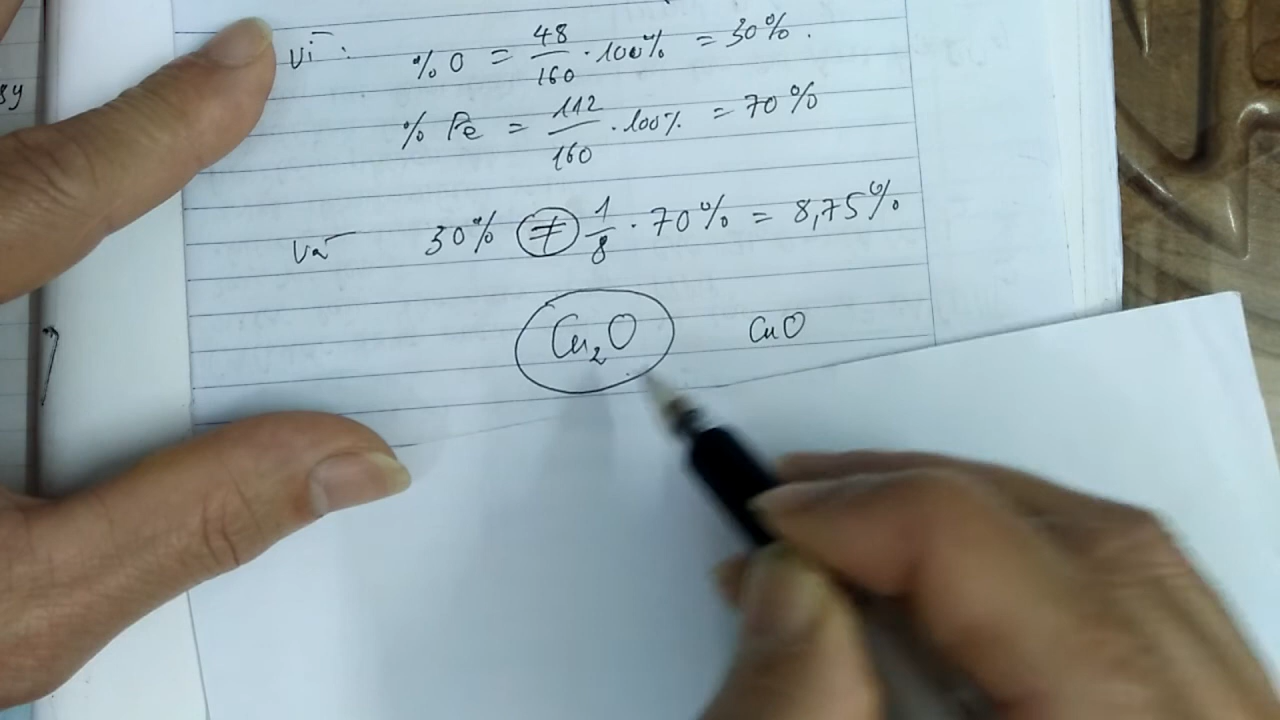 Vì : % O = 48/160 . 100% = 30% .
% Fe = 112/160 . 100% = 70%
Và 30% ≠ 1/8 . 70% = 8,75%
Cu₂O CuO